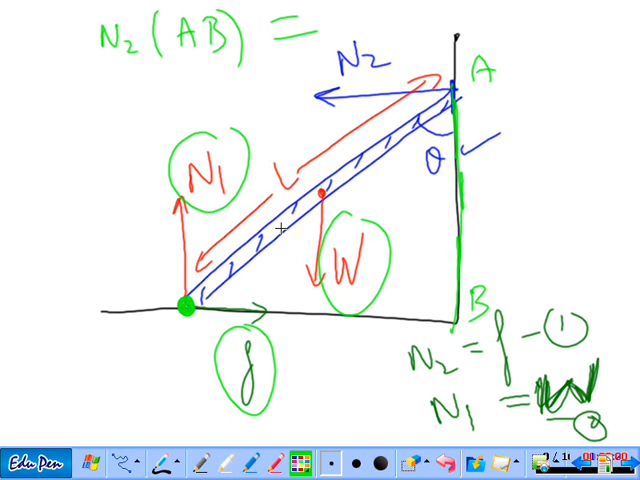 N₂ (AB) =
N₂
A
θ
N₁
L
W
B
f
N₂ = f - ①
N₁ = W - ②
Edu Pen